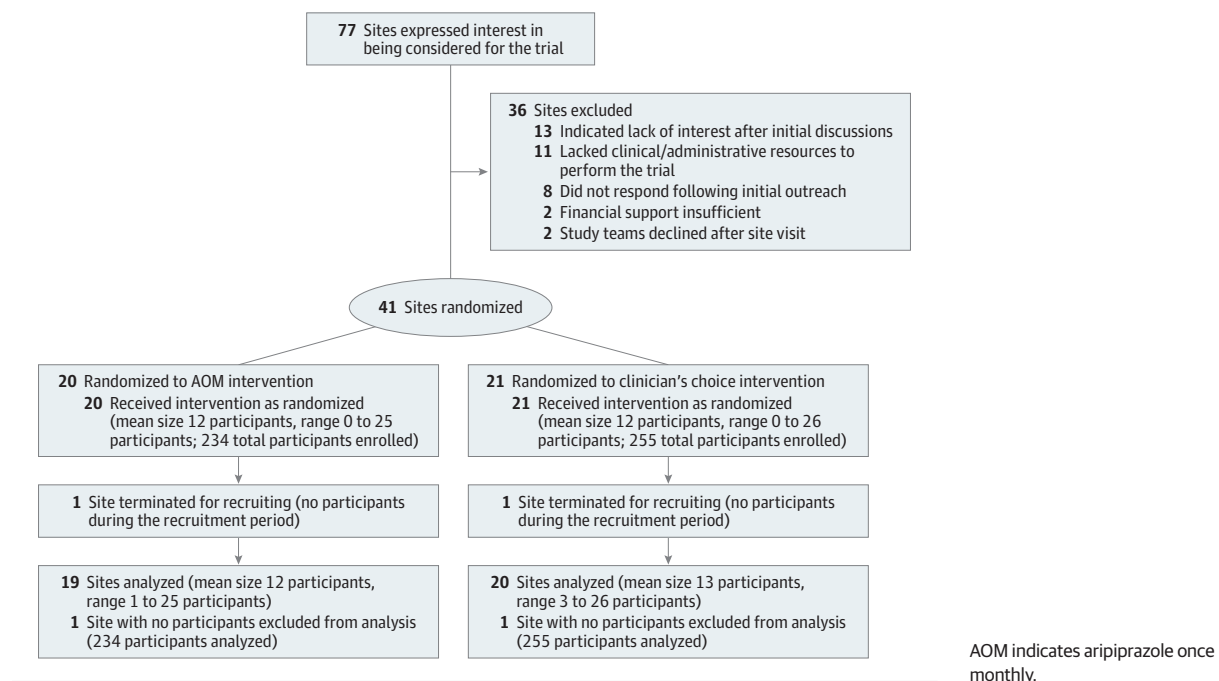 77 Sites expressed interest in
being considered for the trial
36 Sites excluded
13 Indicated lack of interest after initial discussions
11 Lacked clinical/administrative resources to
perform the trial
8 Did not respond following initial outreach
2 Financial support insufficient
2 Study teams declined after site visit
41 Sites randomized
20 Randomized to AOM intervention
20 Received intervention as randomized
(mean size 12 participants, range 0 to 25
participants; 234 total participants enrolled)
21 Randomized to clinician's choice intervention
21 Received intervention as randomized
(mean size 12 participants, range 0 to 26
participants; 255 total participants enrolled)
1 Site terminated for recruiting (no participants
during the recruitment period)
1 Site terminated for recruiting (no participants
during the recruitment period)
19 Sites analyzed (mean size 12 participants,
range 1 to 25 participants)
1 Site with no participants excluded from analysis
(234 participants analyzed)
20 Sites analyzed (mean size 13 participants,
range 3 to 26 participants)
1 Site with no participants excluded from analysis
(255 participants analyzed)
AOM indicates aripiprazole once
monthly.